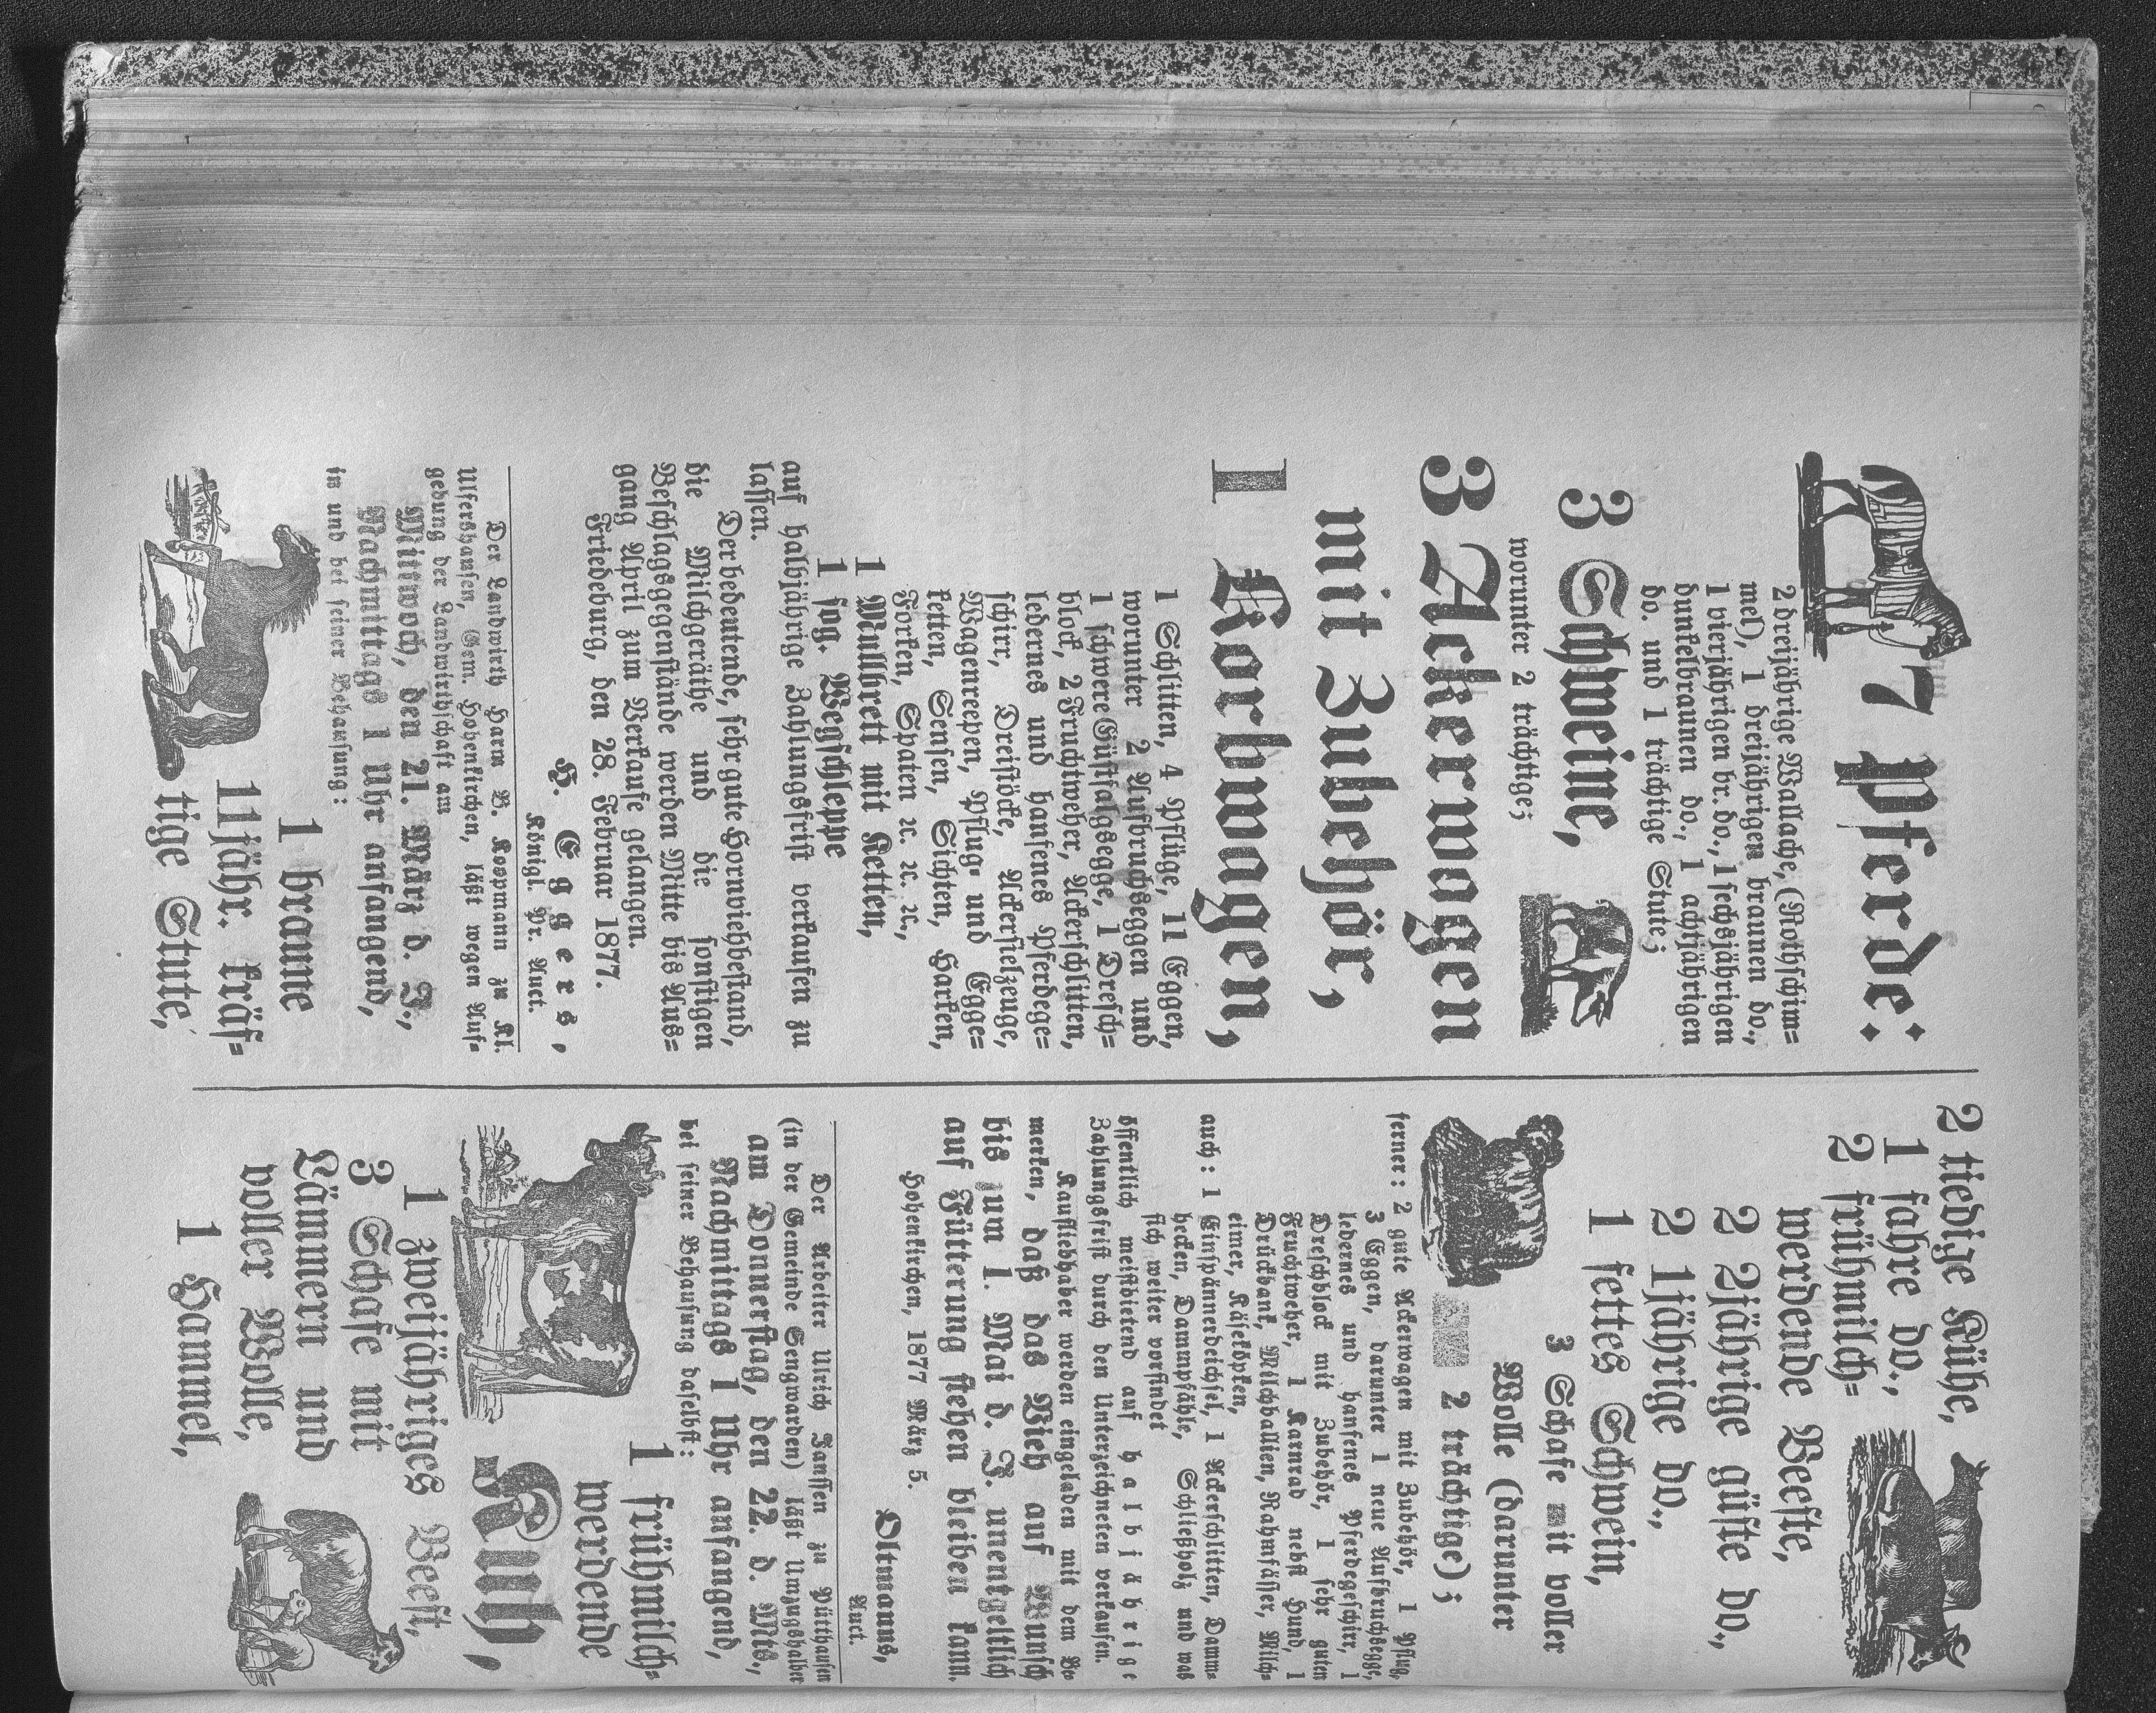 7 Pferde:
2 dreijährige Wallache, (Rothschim-
mel), 1 dreijährigen braunen do.,
1 vierjährigen br. do., 1 sechsjährigen
dunkelbraunen do., 1 achtjährigen
do. und 1 trächtige Stute;
3 Schweine,
worunter 2 trächtige;
3 Ackerwagen
mit Zubehör,
1 Korbwagen,
1 Schlitten, 4 Pflüge, 11 Eggen,
worunter 2 Aufbruchseggen und
1 schwere Güstfalgsegge, 1 Dresch-
block, 2 Fruchtweher, Ackerschlitten,
ledernes und hanfenes Pferdege-
schirr, Dreistöcke, Ackersielzeuge,
Wagenreepen, Pflug- und Egge-
ketten, Sensen, Sichten, Harken,
Forken, Spaten ꝛc. ꝛc. ꝛc.,
1 Mullbrett mit Ketten,
1 sog. Wegschleppe
auf halbjährige Zahlungsfrist verkaufen zu
lassen.
Der bedeutende, sehr gute Hornviehbestand,
die Milchgeräthe und die sonstigen
Beschlagsgegenstände werden Mitte bis Aus-
gang April zum Verkaufe gelangen.
Friedeburg, den 28. Februar 1877.
H. Eggers,
Königl. Pr. Auct.
Der Landwirth Harm B. Koopmann zu Kl.
Ulfershausen, Gem. Hohenkirchen, läßt wegen Auf-
gebung der Landwirthschaft am
Mittwoch, den 21. März d. J.,
Nachmittags 1 Uhr anfangend,
in und bei seiner Behausung:
1 braune
11jähr. kräf-
tige Stute,
2 tiedige Kühe,
1 fahre do.,
2 frühmilch-
werdende Beeste,
2 2jährige güste do.,
2 1jährige do.,
1 fettes Schwein,
3 Schafe mit voller
Wolle (darunter
2 trächtige);
ferner: 2 gute Ackerwagen mit Zubehör, 1 Pflug,
3 Eggen, darunter 1 neue Aufbruchsegge,
ledernes und hanfenes Pferdegeschirr, 1
Dreschblock mit Zubehör, 1 sehr guten
Fruchtweher, 1 Karnrad nebst Hund, 1
Drückbank, Milchballien, Rahmfässer, Milch-
eimer, Käseköpfen,
auch: 1 Einspännerdeichsel, 1 Ackerschlitten, Damm-
hecken, Dammpfähle, Schließholz und was
sich weiter vorfindet
öffentlich meistbietend auf halbjährige
Zahlungsfrist durch den Unterzeichneten verkaufen.
Kaufliebhaber werden eingeladen mit dem Be-
merken, daß das Vieh auf Wunsch
bis zum 1. Mai d. J. unentgeltlich
auf Fütterung stehen bleiben kann.
Hohenkirchen, 1877 März 5.
Oltmanns,
Auct.
Der Arbeiter Ulrich Janssen zu Pütthausen
(in der Gemeinde Sengwarden) läßt Umzugshalber
am Donnerstag, den 22. d. Mts.,
Nachmittags 1 Uhr anfangend,
bei seiner Behausung daselbst:
1 frühmilch-
werdende
Kuh,
1 zweijähriges Beest,
3 Schafe mit
Lämmern und
voller Wolle,
1 Hammel,